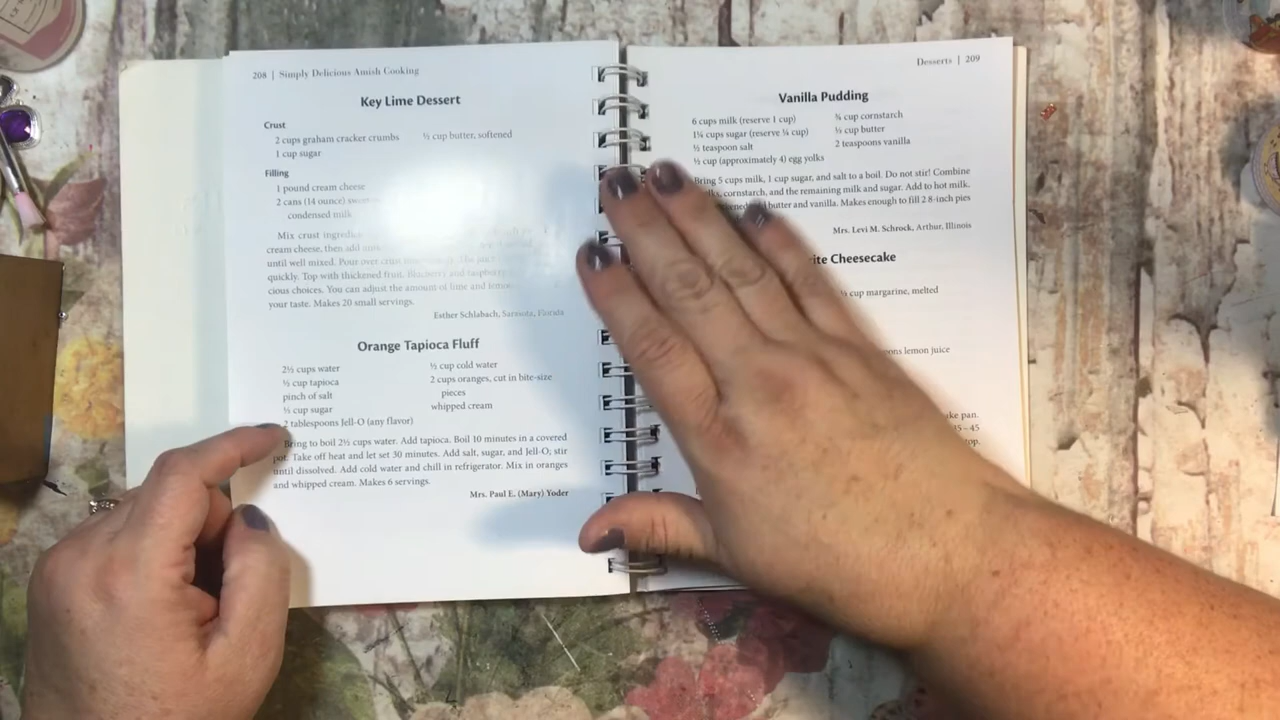 208 | Simply Delicious Amish Cooking
Key Lime Dessert
Crust
2 cups graham cracker crumbs
1 cup sugar
½ cup butter, softened
Filling
1 pound cream cheese
2 cans (14 ounce)
condensed milk
Mix crust
cream cheese, then add
until well mixed. Pour over crust
quickly. Top with thickened fruit. Blueberry and raspberry
cious choices. You can adjust the amount of lime and
your taste. Makes 20 small servings.
Esther Schlabach, Sarasota, Florida
Orange Tapioca Fluff
2½ cups water
½ cup tapioca
pinch of salt
½ cup sugar
2 tablespoons Jell-O (any flavor)
½ cup cold water
2 cups oranges, cut in bite-size
pieces
whipped cream
Bring to boil 2½ cups water. Add tapioca. Boil 10 minutes in a covered
pot. Take off heat and let set 30 minutes. Add salt, sugar, and Jell-O; stir
until dissolved. Add cold water and chill in refrigerator. Mix in oranges
and whipped cream. Makes 6 servings.
Mrs. Paul E. (Mary) Yoder
Desserts | 209
Vanilla Pudding
6 cups milk (reserve 1 cup)
1¼ cups sugar (reserve ¼ cup)
½ teaspoon salt
½ cup (approximately 4) egg yolks
¾ cup cornstarch
⅓ cup butter
2 teaspoons vanilla
Bring 5 cups milk, 1 cup sugar, and salt to a boil. Do not stir! Combine
cornstarch, and the remaining milk and sugar. Add to hot milk.
butter and vanilla. Makes enough to fill 2 8-inch pies
Mrs. Levi M. Schrock, Arthur, Illinois
Cheesecake
cup margarine, melted
lemon juice
pan.
35–45
top.